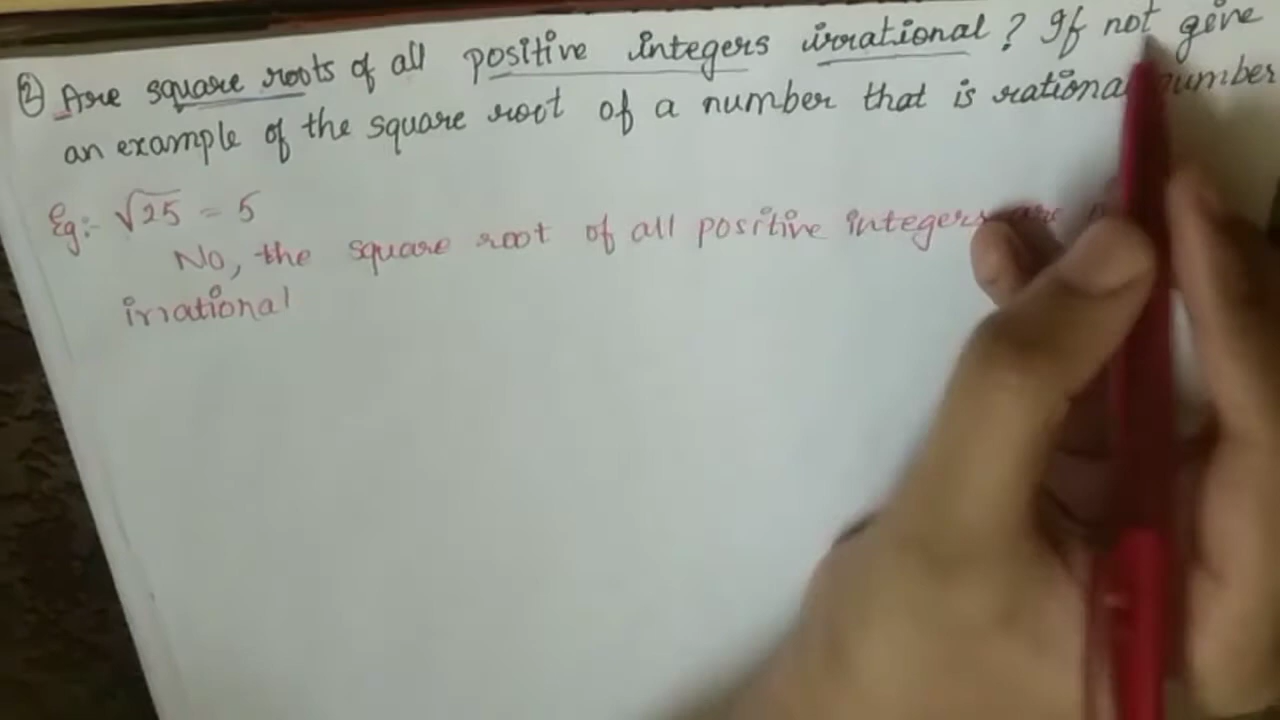 ② Are square roots of all positive integers irrational? If not give
an example of the square root of a number that is rational number
Eg:- √25 = 5
No, the square root of all positive integers are
irrational